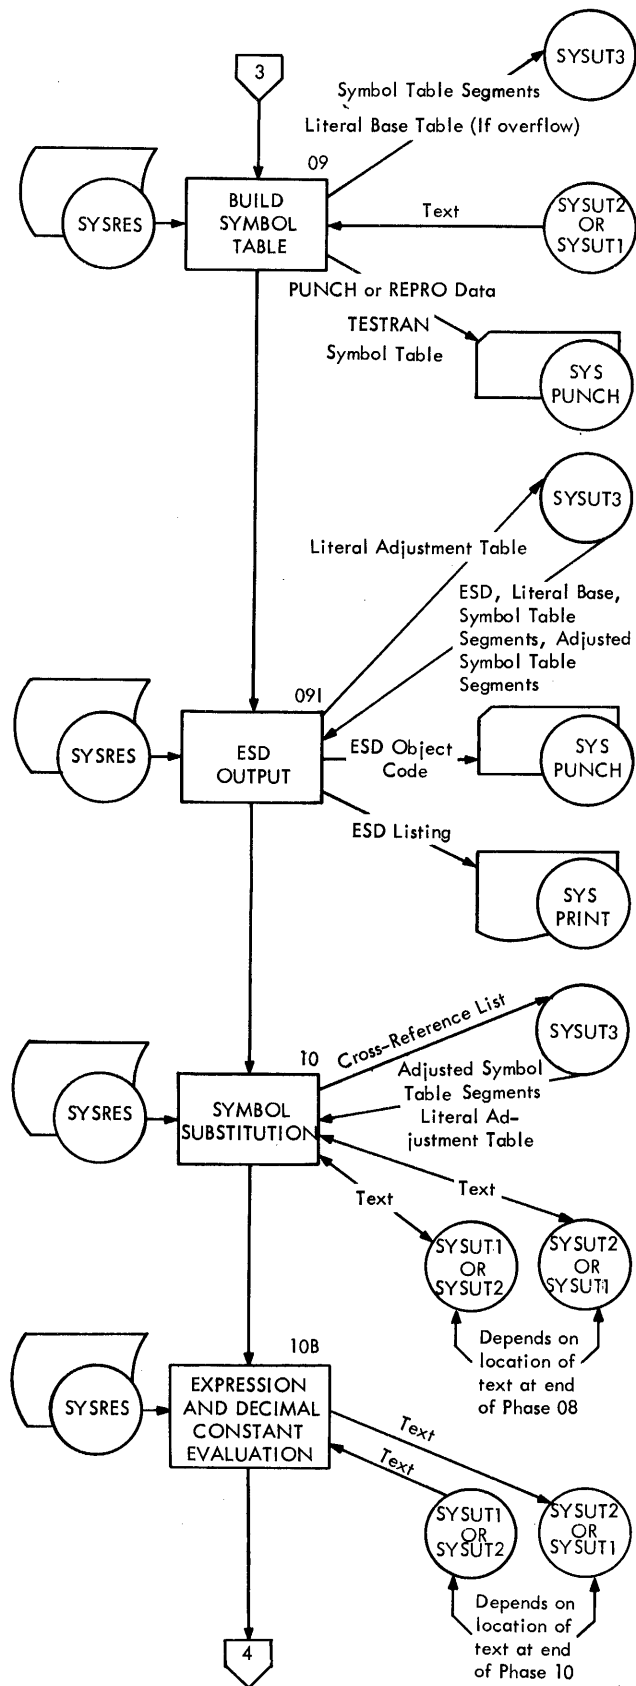 3
SYSUT3
Symbol Table Segments
Literal Base Table (If overflow)
09
BUILD
SYMBOL
TABLE
SYSRES
Text
SYSUT2
OR
SYSUT1
PUNCH or REPRO Data
TESTRAN
Symbol Table
SYS
PUNCH
SYSUT3
Literal Adjustment Table
ESD, Literal Base,
Symbol Table
Segments, Adjusted
Symbol Table
Segments
09I
SYSRES
ESD
OUTPUT
ESD Object
Code
SYS
PUNCH
ESD Listing
SYS
PRINT
10
Cross-Reference List
SYSUT3
SYSRES
SYMBOL
SUBSTITUTION
Adjusted Symbol
Table Segments
Literal Ad-
justment Table
Text
Text
SYSUT1
OR
SYSUT2
SYSUT2
OR
SYSUT1
Depends on
location of
text at end
of Phase 08
10B
SYSRES
EXPRESSION
AND DECIMAL
CONSTANT
EVALUATION
Text
Text
SYSUT1
OR
SYSUT2
SYSUT2
OR
SYSUT1
Depends on
location of
text at end
of Phase 10
4